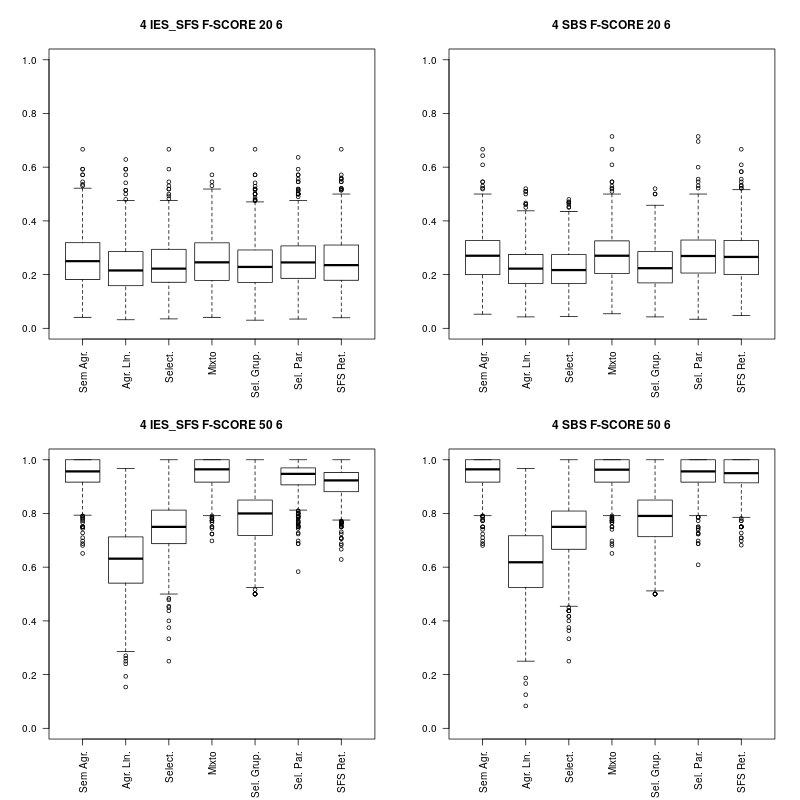 4 IES_SFS F-SCORE 20 6
1.0
0.8
0.6
0.4
0.2
0.0
Sem Agr.
Agr. Lin.
Select.
Mixto
Sel. Grup.
Sel. Par.
SFS Ret.
4 SBS F-SCORE 20 6
1.0
0.8
0.6
0.4
0.2
0.0
Sem Agr.
Agr. Lin.
Select.
Mixto
Sel. Grup.
Sel. Par.
SFS Ret.
4 IES_SFS F-SCORE 50 6
1.0
0.8
0.6
0.4
0.2
0.0
Sem Agr.
Agr. Lin.
Select.
Mixto
Sel. Grup.
Sel. Par.
SFS Ret.
4 SBS F-SCORE 50 6
1.0
0.8
0.6
0.4
0.2
0.0
Sem Agr.
Agr. Lin.
Select.
Mixto
Sel. Grup.
Sel. Par.
SFS Ret.